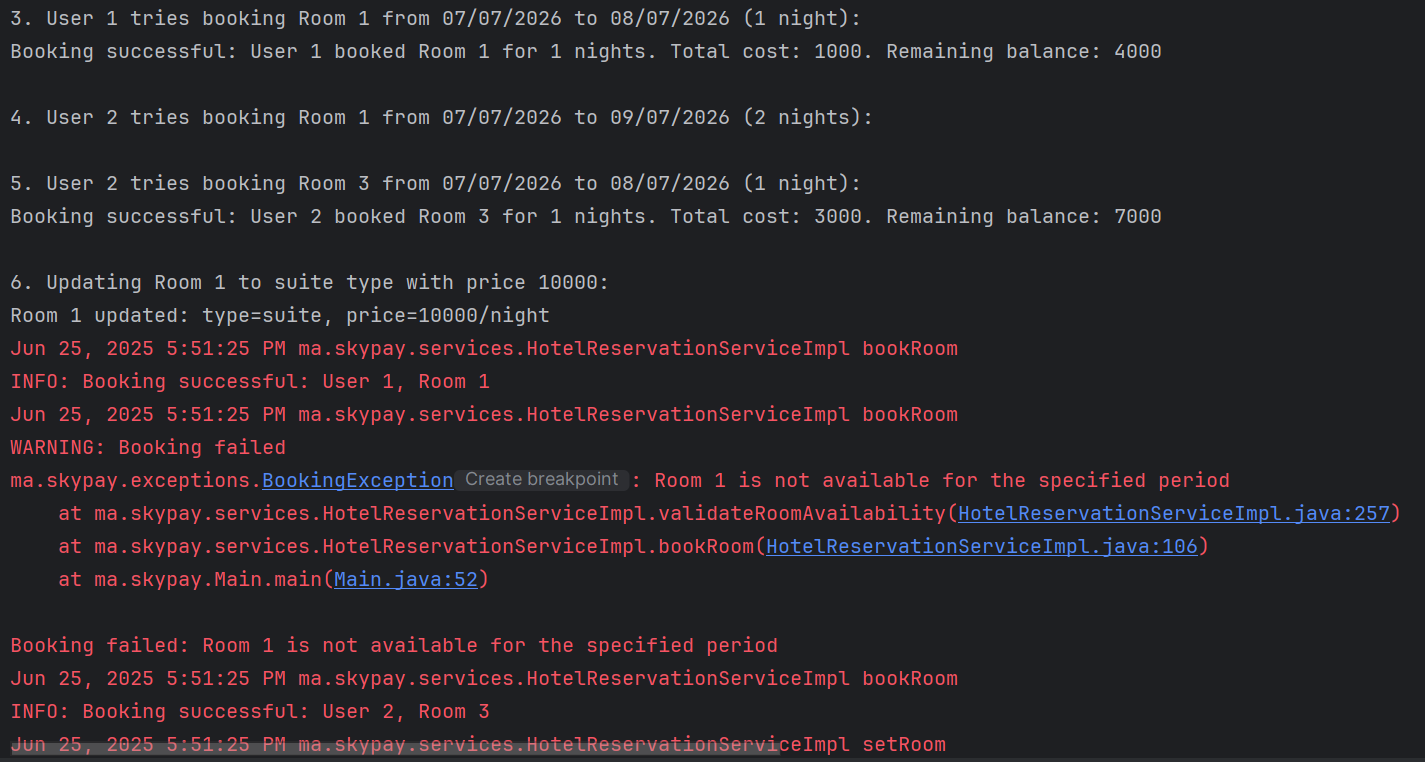 3. User 1 tries booking Room 1 from 07/07/2026 to 08/07/2026 (1 night):
Booking successful: User 1 booked Room 1 for 1 nights. Total cost: 1000. Remaining balance: 4000
4. User 2 tries booking Room 1 from 07/07/2026 to 09/07/2026 (2 nights):
5. User 2 tries booking Room 3 from 07/07/2026 to 08/07/2026 (1 night):
Booking successful: User 2 booked Room 3 for 1 nights. Total cost: 3000. Remaining balance: 7000
6. Updating Room 1 to suite type with price 10000:
Room 1 updated: type=suite, price=10000/night
Jun 25, 2025 5:51:25 PM ma.skypay.services.HotelReservationServiceImpl bookRoom
INFO: Booking successful: User 1, Room 1
Jun 25, 2025 5:51:25 PM ma.skypay.services.HotelReservationServiceImpl bookRoom
WARNING: Booking failed
ma.skypay.exceptions.BookingException Create breakpoint : Room 1 is not available for the specified period
at ma.skypay.services.HotelReservationServiceImpl.validateRoomAvailability(HotelReservationServiceImpl.java:257)
at ma.skypay.services.HotelReservationServiceImpl.bookRoom(HotelReservationServiceImpl.java:106)
at ma.skypay.Main.main(Main.java:52)
Booking failed: Room 1 is not available for the specified period
Jun 25, 2025 5:51:25 PM ma.skypay.services.HotelReservationServiceImpl bookRoom
INFO: Booking successful: User 2, Room 3
Jun 25, 2025 5:51:25 PM ma.skypay.services.HotelReservationServiceImpl setRoom